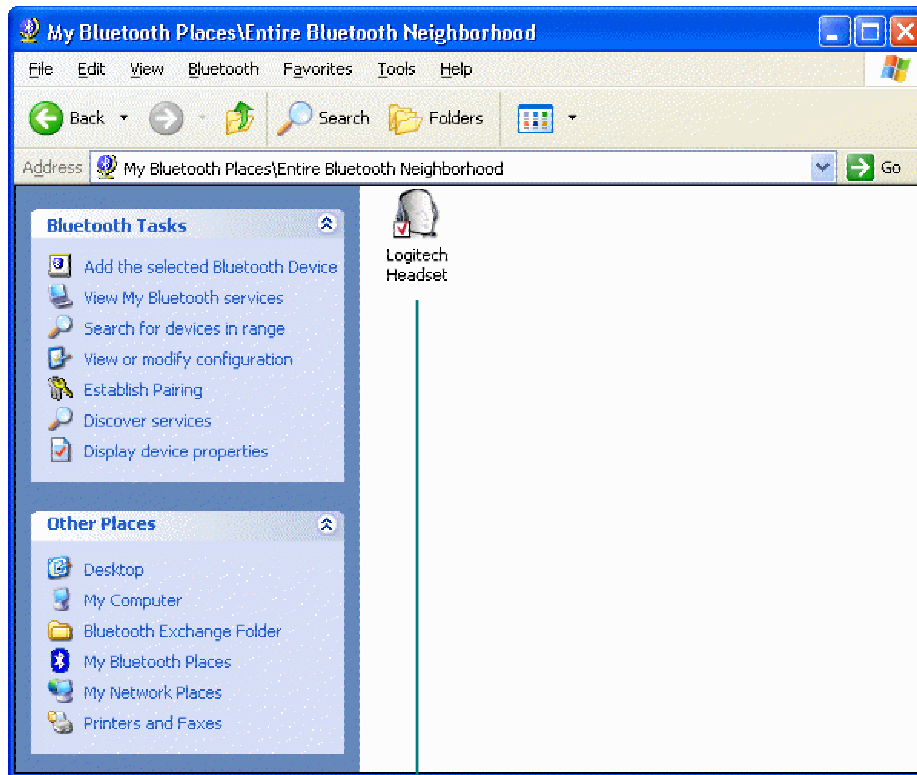 My Bluetooth Places\Entire Bluetooth Neighborhood
File Edit View Bluetooth Favorites Tools Help
Back Search Folders
Address My Bluetooth Places\Entire Bluetooth Neighborhood Go
Bluetooth Tasks
Add the selected Bluetooth Device
View My Bluetooth services
Search for devices in range
View or modify configuration
Establish Pairing
Discover services
Display device properties
Other Places
Desktop
My Computer
Bluetooth Exchange Folder
My Bluetooth Places
My Network Places
Printers and Faxes
Logitech
Headset